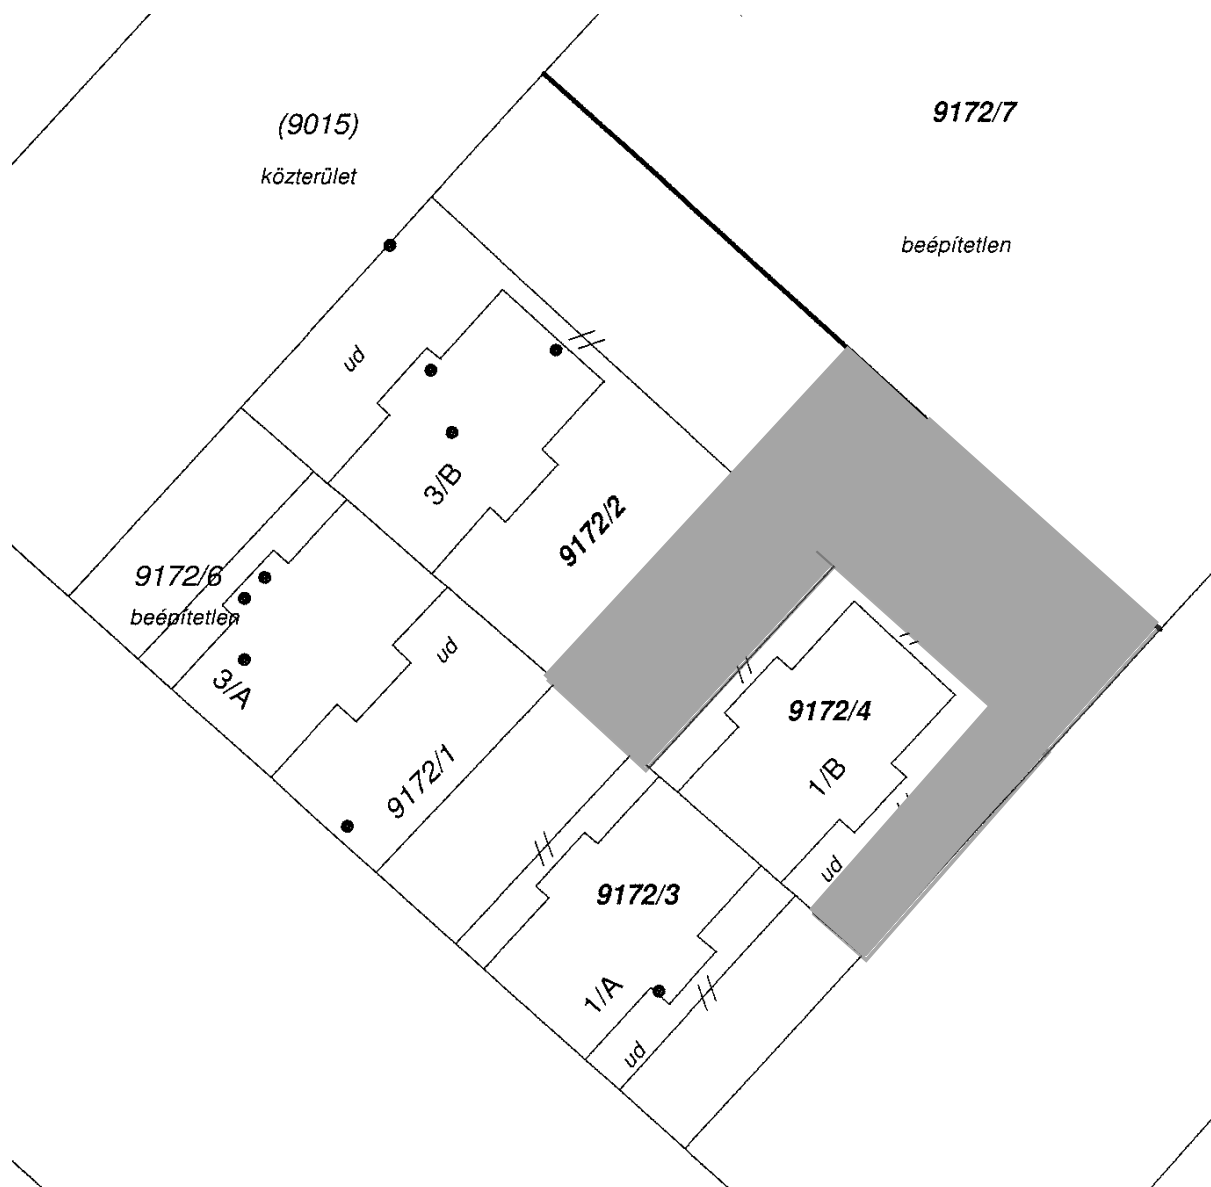 9172/7
(9015)
közterület
beépítetlen
ud
3/B
9172/2
9172/6
beépítetlen
ud
3/A
9172/4
9172/1
1/B
ud
9172/3
1/A
ud